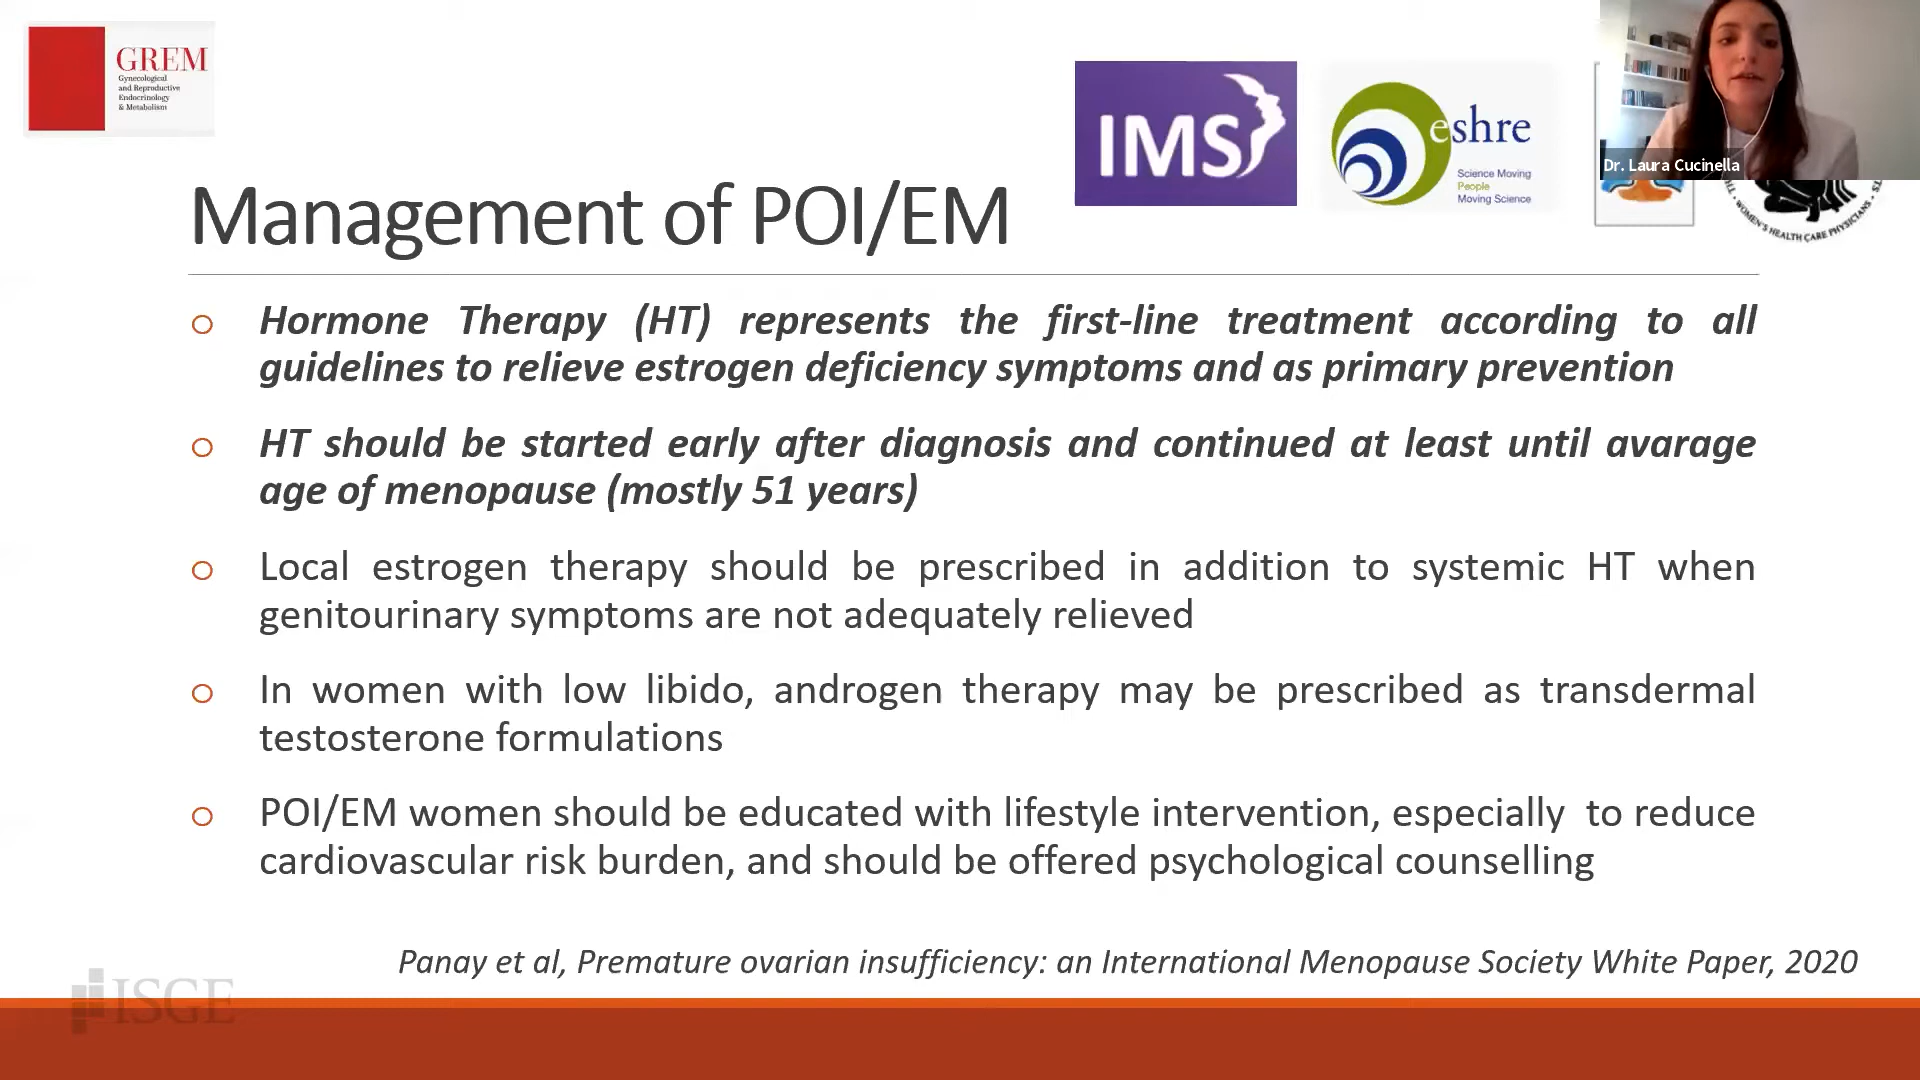 GREM
Gynecological
and Reproductive
Endocrinology
& Metabolism
IMS
eshre
Science Moving
People
Moving Science
Dr. Laura Cucinella
WOMEN'S HEALTH CARE PHYSICIANS
Management of POI/EM
Hormone Therapy (HT) represents the first-line treatment according to all
guidelines to relieve estrogen deficiency symptoms and as primary prevention
HT should be started early after diagnosis and continued at least until avarage
age of menopause (mostly 51 years)
Local estrogen therapy should be prescribed in addition to systemic HT when
genitourinary symptoms are not adequately relieved
In women with low libido, androgen therapy may be prescribed as transdermal
testosterone formulations
POI/EM women should be educated with lifestyle intervention, especially to reduce
cardiovascular risk burden, and should be offered psychological counselling
Panay et al, Premature ovarian insufficiency: an International Menopause Society White Paper, 2020
ISGE